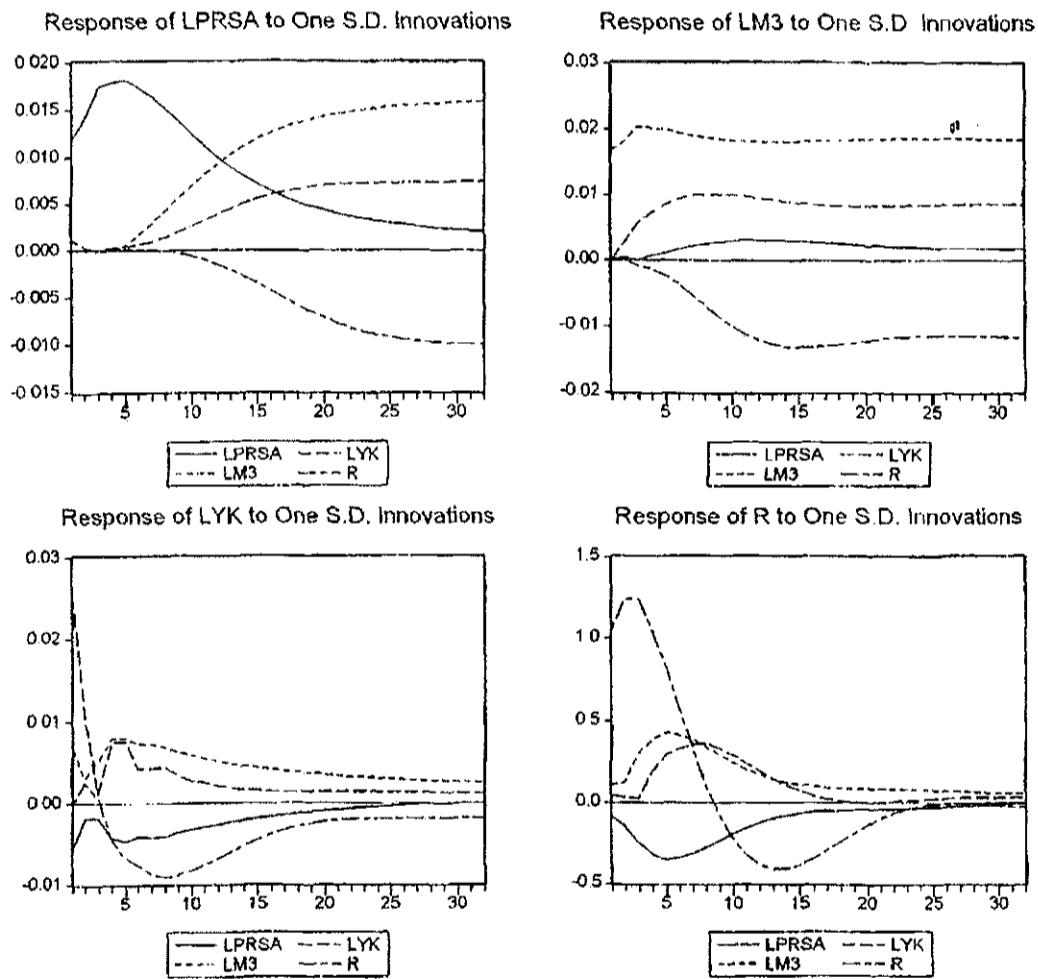 Response of LPRSA to One S.D. Innovations
0.020
0.015
0.010
0.005
0.000
-0.005
-0.010
-0.015
5 10 15 20 25 30
LPRSA LYK
LM3 R
Response of LM3 to One S.D Innovations
0.03
0.02
0.01
0.00
-0 01
-0.02
5 10 15 20 25 30
LPRSA LYK
LM3 R
Response of LYK to One S.D. Innovations
0.03
0.02
0 01
0.00
-0.01
5 10 15 20 25 30
LPRSA LYK
LM3 R
Response of R to One S.D. Innovations
1.5
1 0
0.5
0.0
-0.5
5 10 15 20 25 30
LPRSA LYK
LM3 R